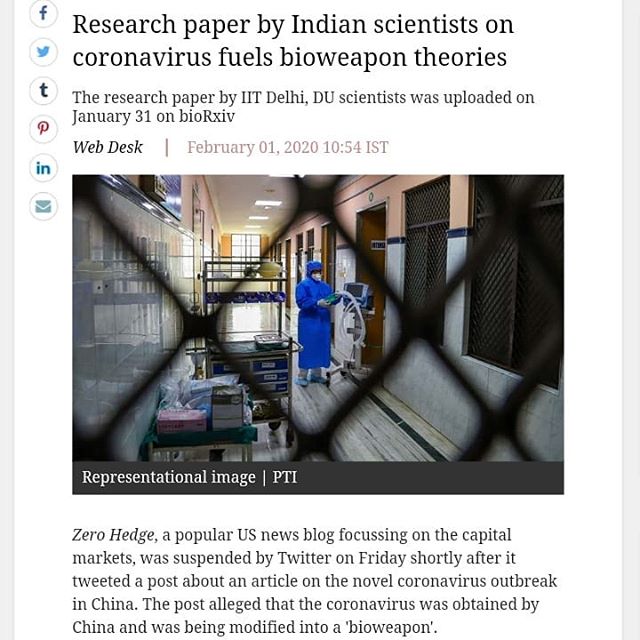 Research paper by Indian scientists on
coronavirus fuels bioweapon theories
The research paper by IIT Delhi, DU scientists was uploaded on
January 31 on bioRxiv
Web Desk | February 01, 2020 10:54 IST
Representational image | PTI
Zero Hedge, a popular US news blog focussing on the capital
markets, was suspended by Twitter on Friday shortly after it
tweeted a post about an article on the novel coronavirus outbreak
in China. The post alleged that the coronavirus was obtained by
China and was being modified into a 'bioweapon'.